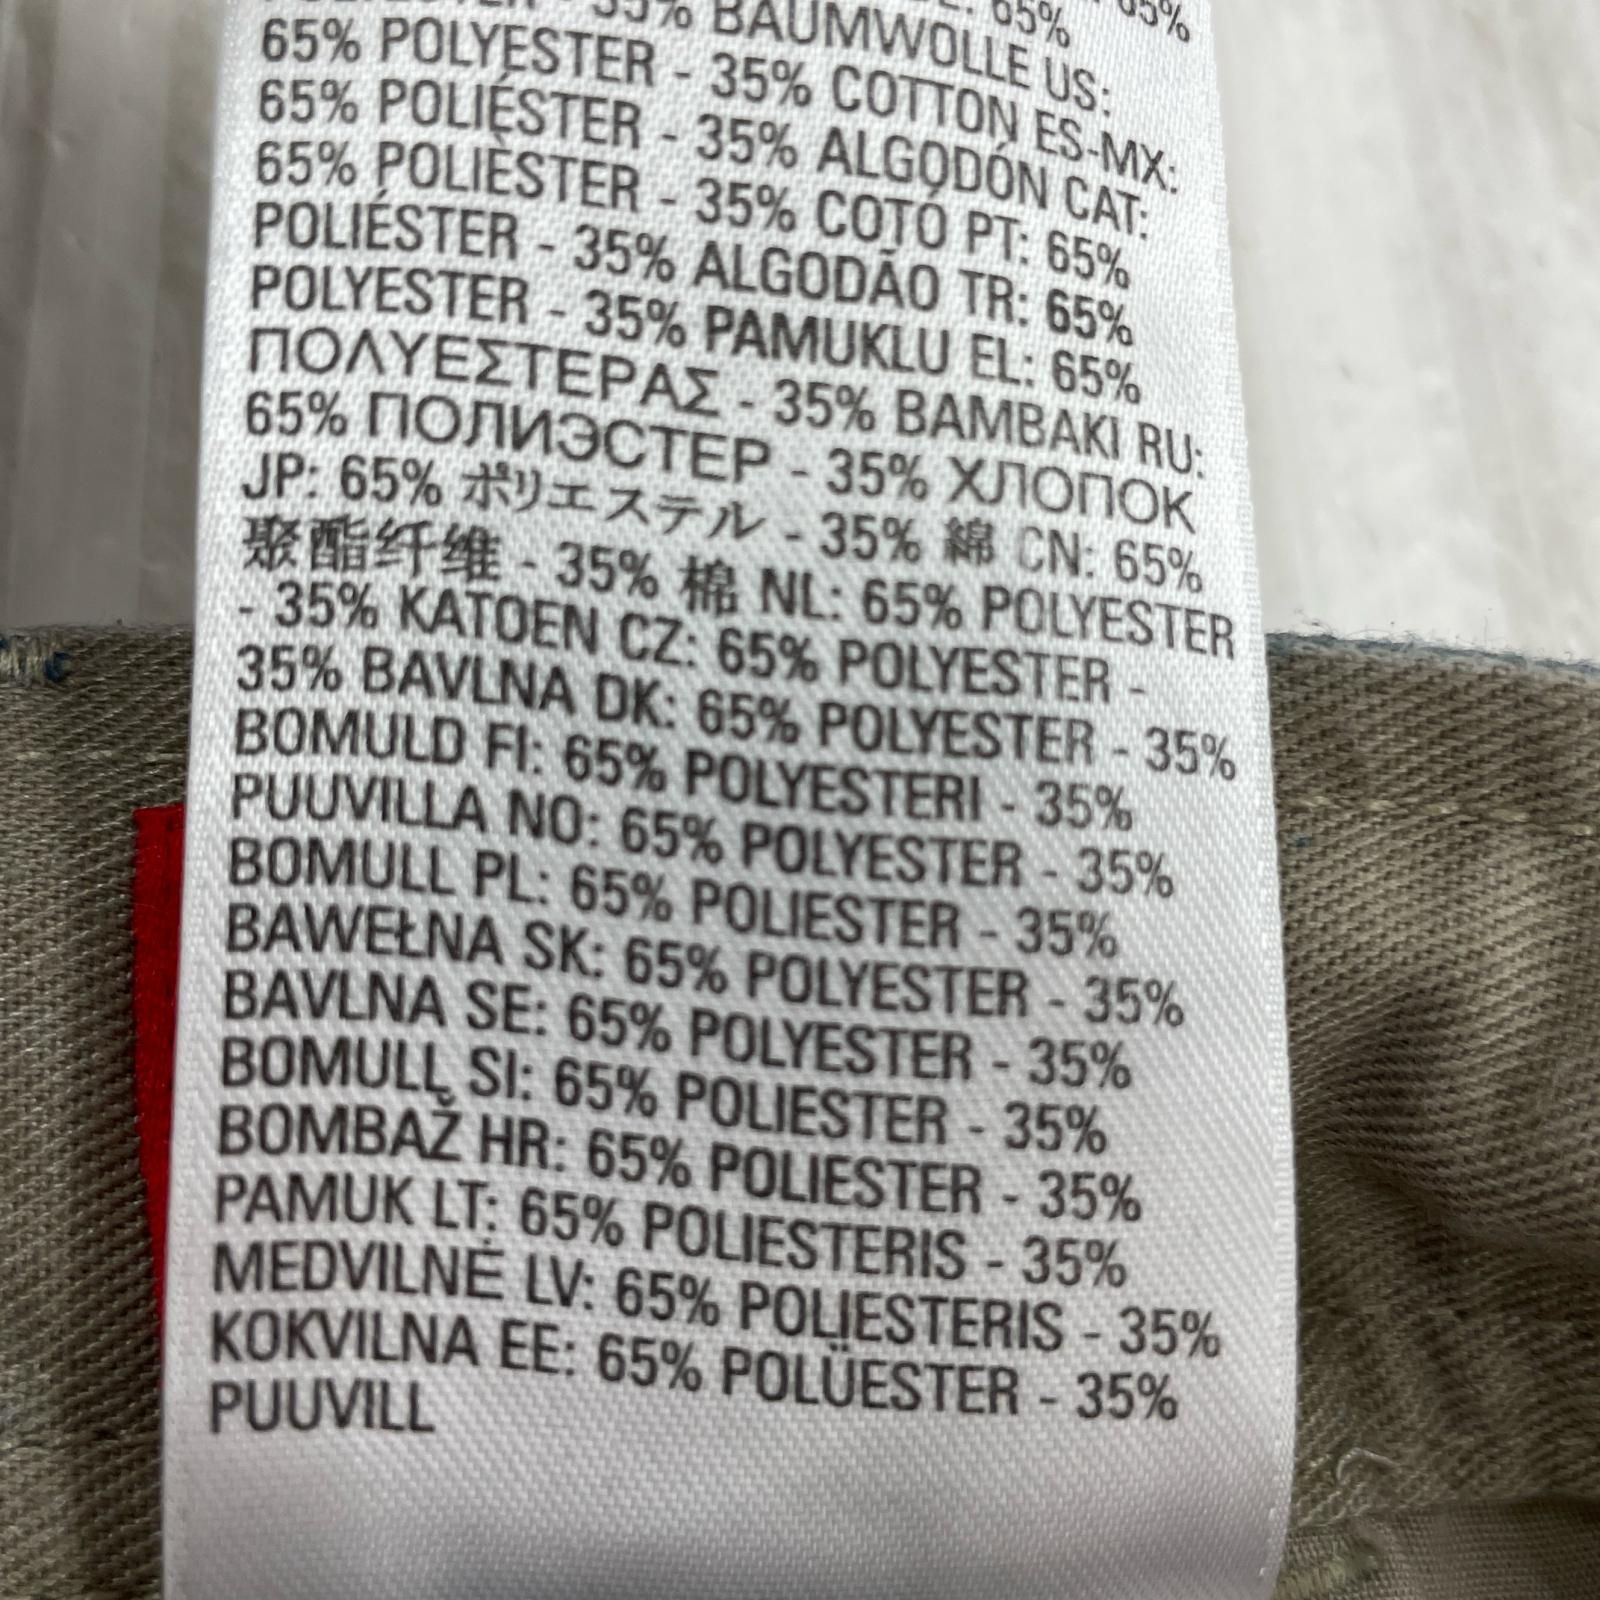 65%
POLYESTER - 35% BAUMWOLLE US:
65% POLYESTER - 35% COTTON ES-MX:
65% POLIÉSTER - 35% ALGODÓN CAT:
65% POLIÈSTER - 35% COTÓ PT: 65%
POLIÉSTER - 35% ALGODÃO TR: 65%
POLYESTER - 35% PAMUKLU EL: 65%
ΠΟΛΥΕΣΤΕΡΑΣ - 35% BAMBAKI RU:
65% ПОЛИЭСТЕР - 35% ХЛОПОК
JP: 65% ポリエステル - 35% 綿 CN: 65%
聚酯纤维 - 35% 棉 NL: 65% POLYESTER
- 35% KATOEN CZ: 65% POLYESTER -
35% BAVLNA DK: 65% POLYESTER - 35%
BOMULD FI: 65% POLYESTERI - 35%
PUUVILLA NO: 65% POLYESTER - 35%
BOMULL PL: 65% POLIESTER - 35%
BAWEŁNA SK: 65% POLYESTER - 35%
BAVLNA SE: 65% POLYESTER - 35%
BOMULL SI: 65% POLIESTER - 35%
BOMBAŽ HR: 65% POLIESTER - 35%
PAMUK LT: 65% POLIESTERIS - 35%
MEDVILNĖ LV: 65% POLIESTERIS - 35%
KOKVILNA EE: 65% POLÜESTER - 35%
PUUVILL